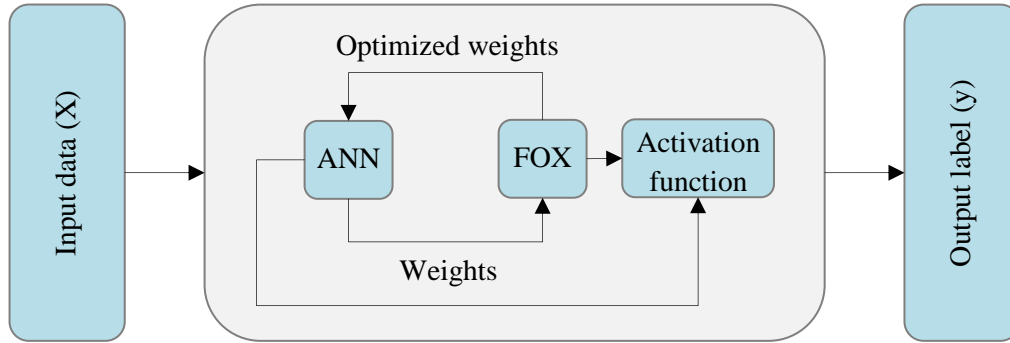 Input data (X)
Optimized weights
ANN
FOX
Activation
function
Weights
Output label (y)